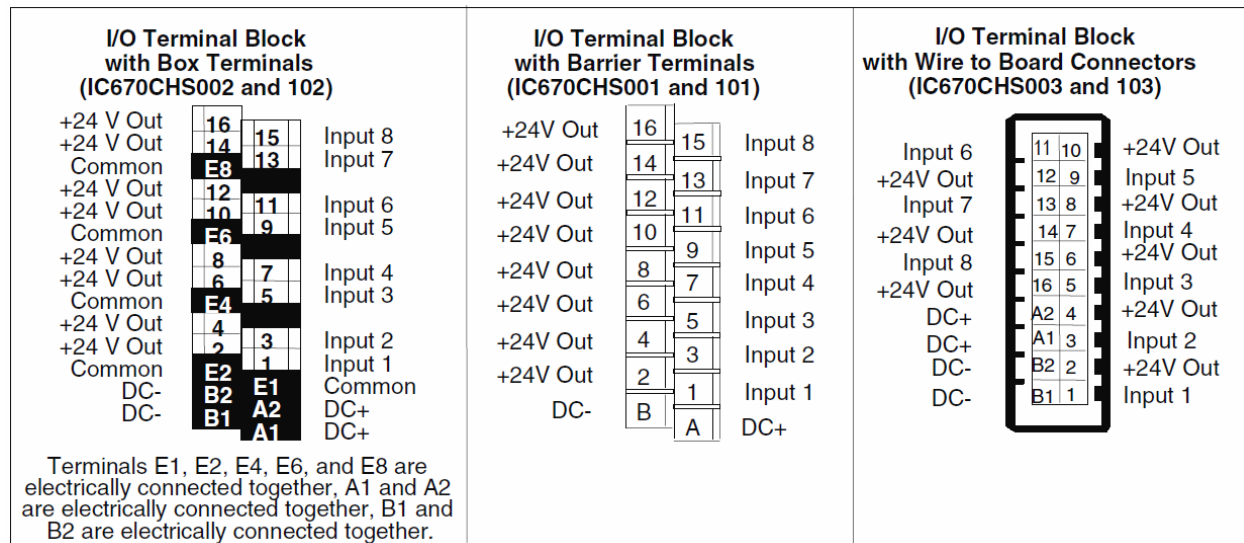 I/O Terminal Block
with Box Terminals
(IC670CHS002 and 102)
+24 V Out 16
15 Input 8
+24 V Out 14
13 Input 7
Common E8
+24 V Out 12
11 Input 6
+24 V Out 10
9 Input 5
Common E6
+24 V Out 8
7 Input 4
+24 V Out 6
5 Input 3
Common E4
+24 V Out 4
3 Input 2
+24 V Out 2
1 Input 1
Common E2
E1 Common
DC- B2
A2 DC+
DC- B1
A1 DC+
Terminals E1, E2, E4, E6, and E8 are
electrically connected together, A1 and A2
are electrically connected together, B1 and
B2 are electrically connected together.
I/O Terminal Block
with Barrier Terminals
(IC670CHS001 and 101)
+24V Out 16
15 Input 8
+24V Out 14
13 Input 7
+24V Out 12
11 Input 6
+24V Out 10
9 Input 5
+24V Out 8
7 Input 4
+24V Out 6
5 Input 3
+24V Out 4
3 Input 2
+24V Out 2
1 Input 1
DC- B
A DC+
I/O Terminal Block
with Wire to Board Connectors
(IC670CHS003 and 103)
Input 6 11 10 +24V Out
+24V Out 12 9 Input 5
Input 7 13 8 +24V Out
+24V Out 14 7 Input 4
Input 8 15 6 +24V Out
+24V Out 16 5 Input 3
DC+ A2 4 +24V Out
DC+ A1 3 Input 2
DC- B2 2 +24V Out
DC- B1 1 Input 1